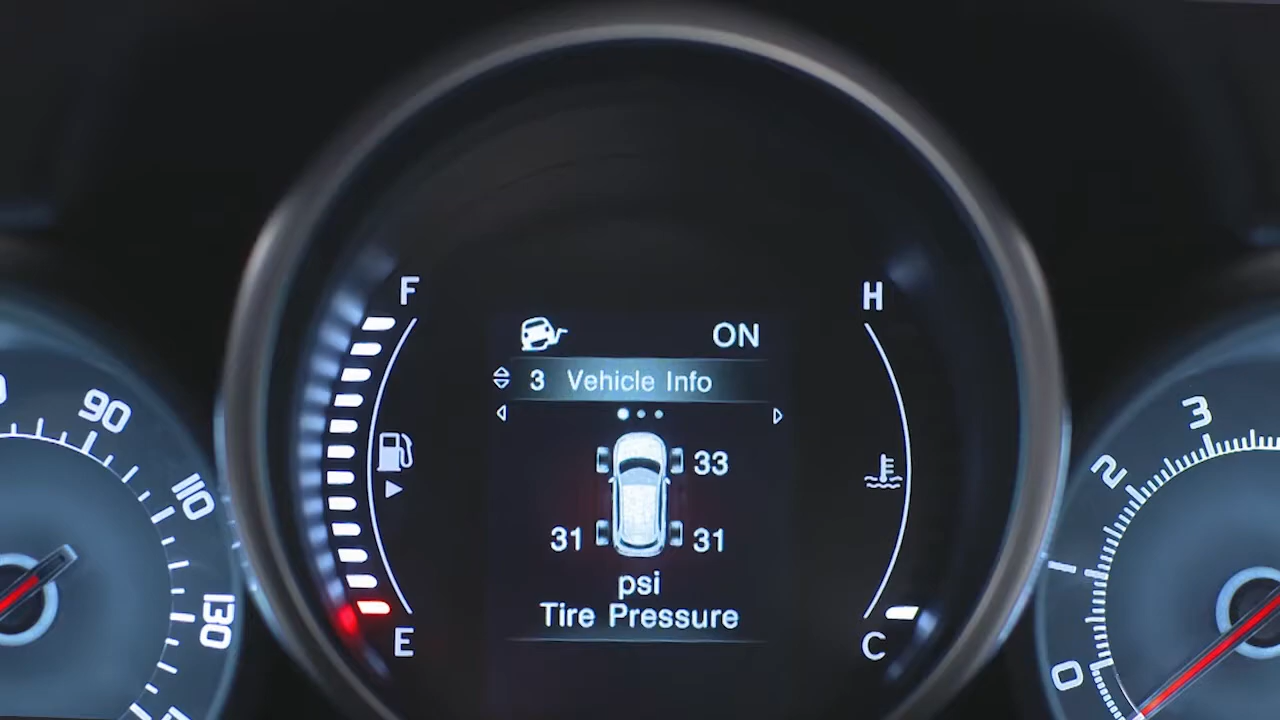 F
H
ON
3 Vehicle Info
33
31 31
psi
Tire Pressure
E
C
90
110
130
3
2
1
0